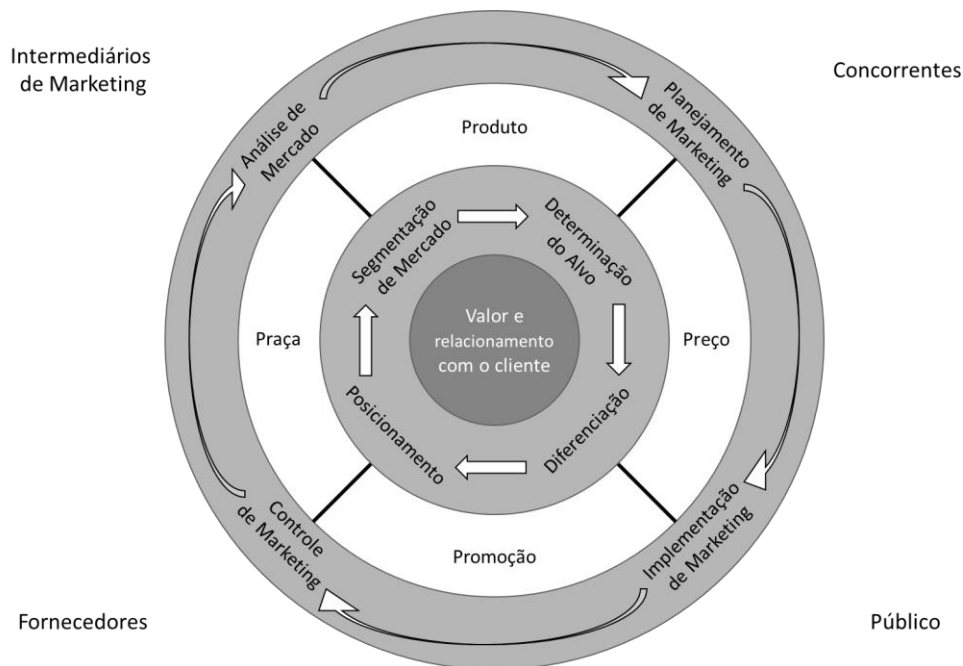 Intermediários
de Marketing
Concorrentes
Análise de
Mercado
Planejamento
de Marketing
Produto
Segmentação
de Mercado
Determinação
do Alvo
Praça
Valor e
relacionamento
com o cliente
Preço
Posicionamento
Diferenciação
Promoção
Controle
de Marketing
Implementação
de Marketing
Fornecedores
Público